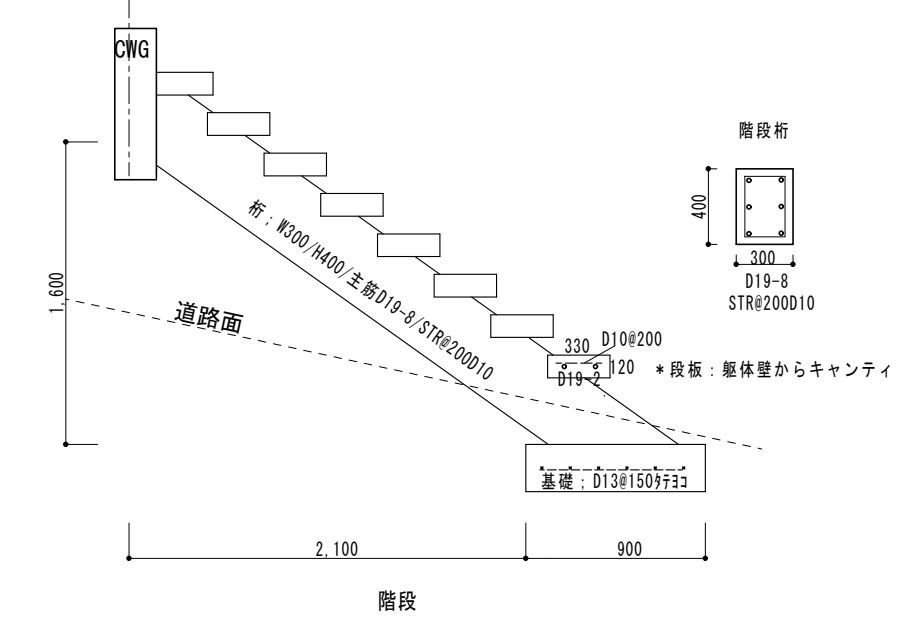 CWG
階段桁
400
300
D19-8
STR@200D10
桁；W300/H400/主筋D19-8/STR@200D10
1,600
道路面
330
D10@200
120
D19-2
＊段板：躯体壁からキャンティ
基礎；D13@150ﾀﾃﾖｺ
2,100
900
階段